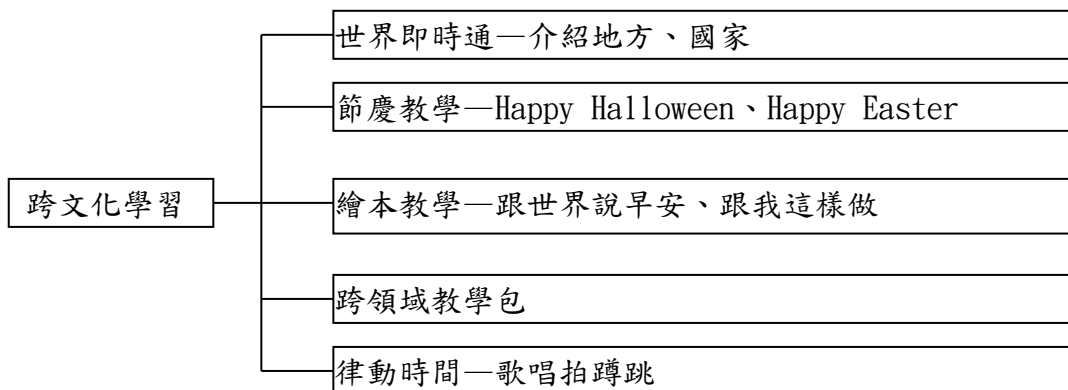 世界即時通—介紹地方、國家
節慶教學—Happy Halloween、Happy Easter
跨文化學習
繪本教學—跟世界說早安、跟我這樣做
跨領域教學包
律動時間—歌唱拍蹲跳